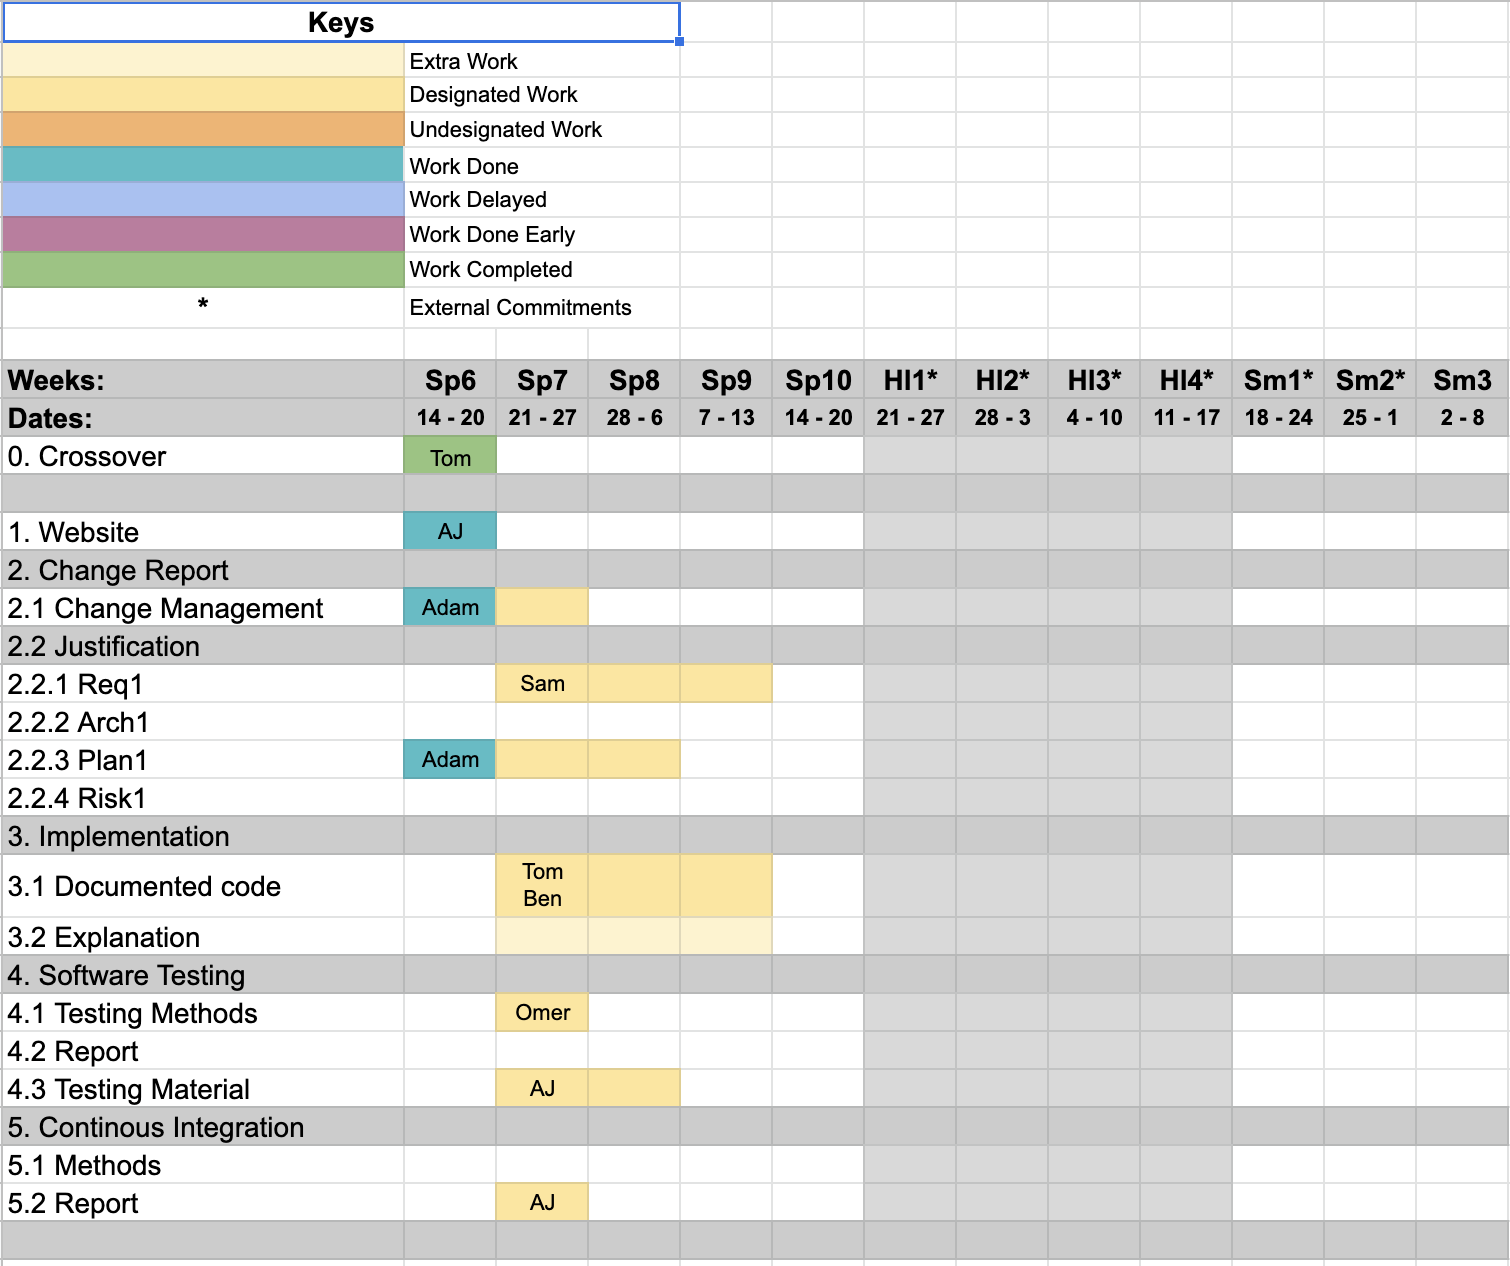 Keys
Extra Work
Designated Work
Undesignated Work
Work Done
Work Delayed
Work Done Early
Work Completed
* External Commitments
Weeks: Sp6 Sp7 Sp8 Sp9 Sp10 Hl1* Hl2* Hl3* Hl4* Sm1* Sm2* Sm3
Dates: 14 - 20 21 - 27 28 - 6 7 - 13 14 - 20 21 - 27 28 - 3 4 - 10 11 - 17 18 - 24 25 - 1 2 - 8
0. Crossover Tom
1. Website AJ
2. Change Report
2.1 Change Management Adam
2.2 Justification
2.2.1 Req1 Sam
2.2.2 Arch1
2.2.3 Plan1 Adam
2.2.4 Risk1
3. Implementation
3.1 Documented code Tom
Ben
3.2 Explanation
4. Software Testing
4.1 Testing Methods Omer
4.2 Report
4.3 Testing Material AJ
5. Continous Integration
5.1 Methods
5.2 Report AJ